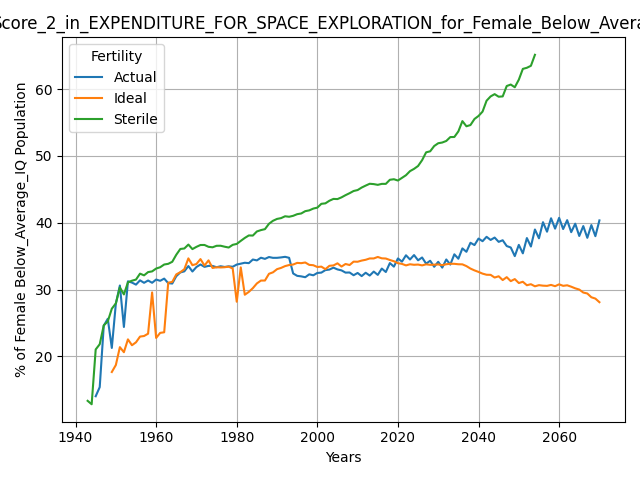 Score_2_in_EXPENDITURE_FOR_SPACE_EXPLORATION_for_Female_Below_Avera
Fertility
Actual
Ideal
Sterile
% of Female Below_Average_IQ Population
60
50
40
30
20
1940 1960 1980 2000 2020 2040 2060
Years